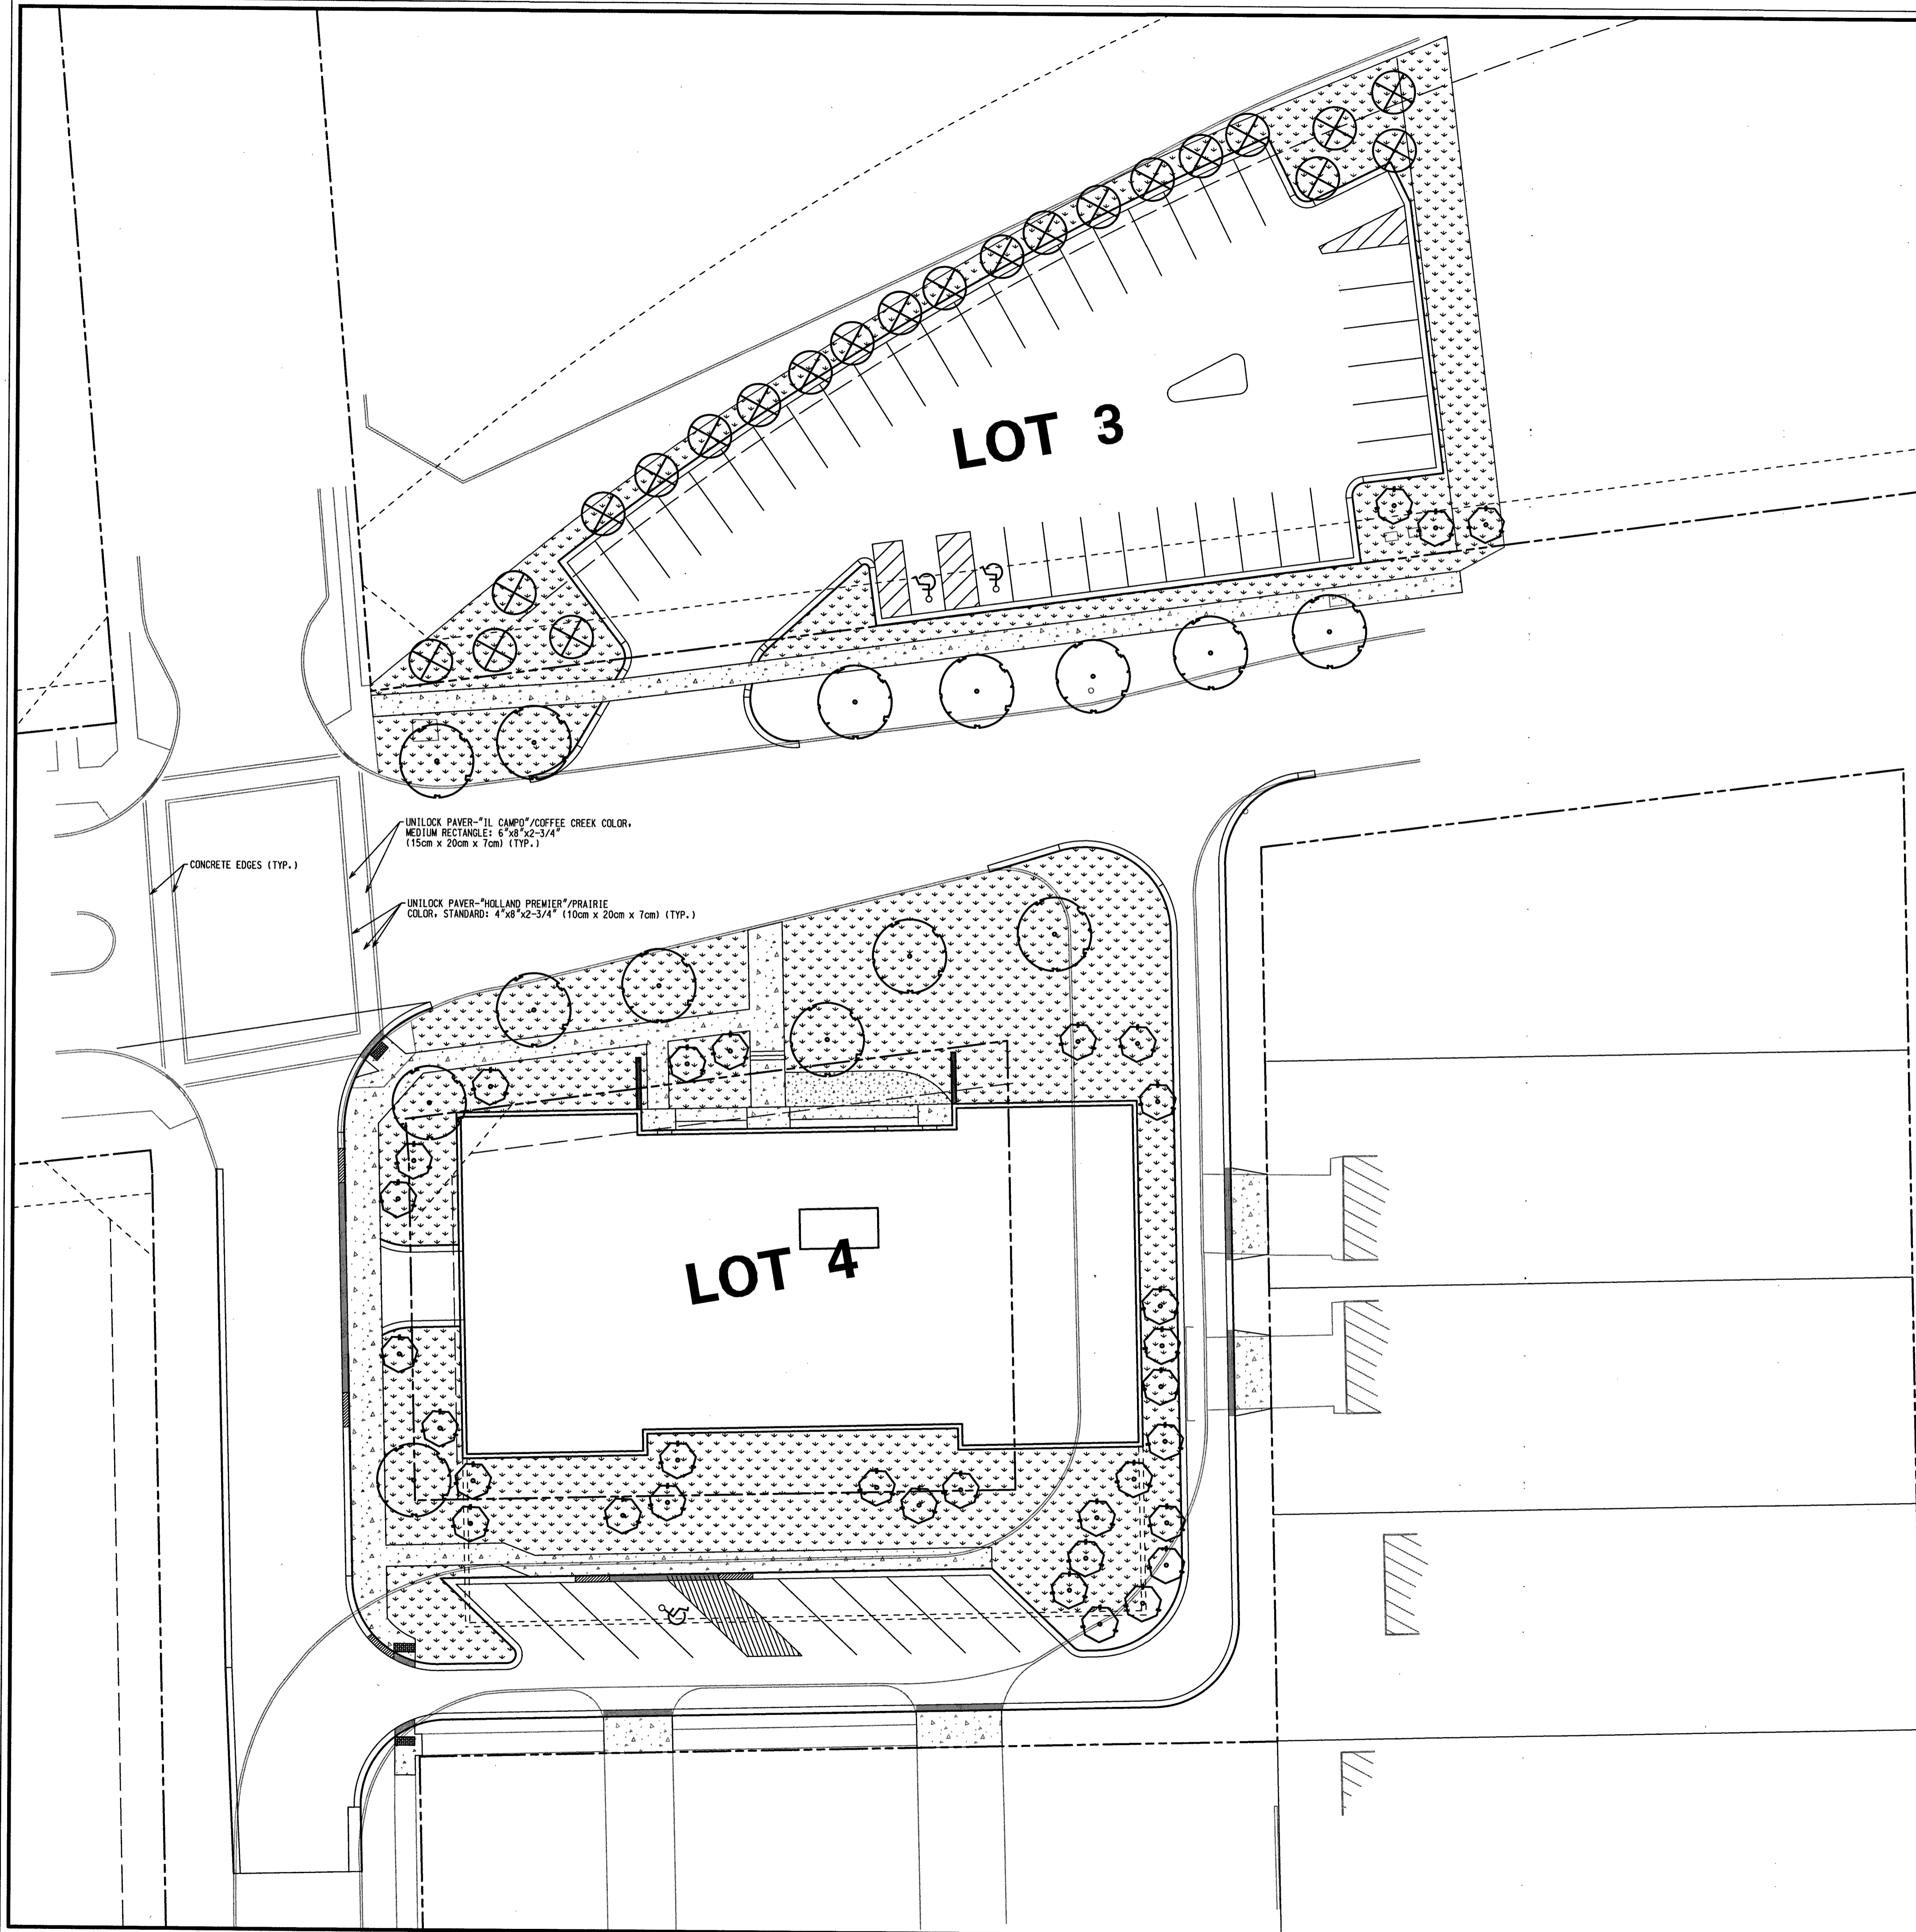 LOT 3
UNILOCK PAVER-"IL CAMPO"/COFFEE CREEK COLOR,
MEDIUM RECTANGLE: 6"x8"x2-3/4"
(15cm x 20cm x 7cm) (TYP.)
CONCRETE EDGES (TYP.)
UNILOCK PAVER-"HOLLAND PREMIER"/PRAIRIE
COLOR, STANDARD: 4"x8"x2-3/4" (10cm x 20cm x 7cm) (TYP.)
LOT 4